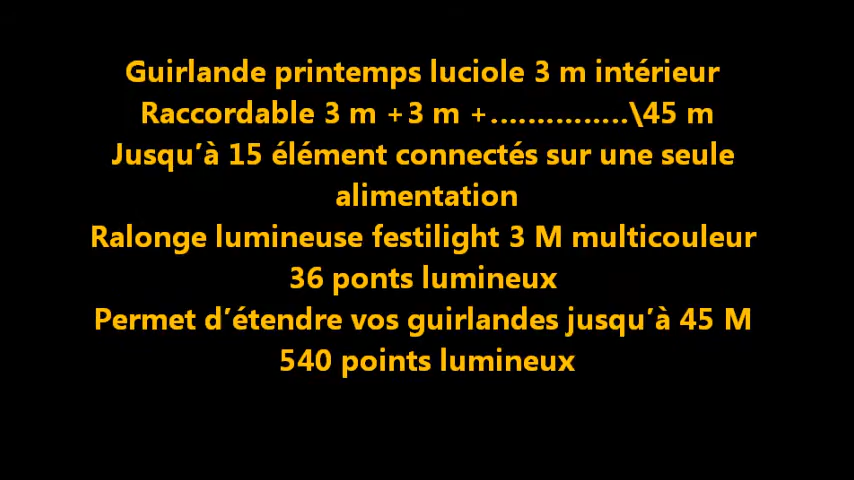 Guirlande printemps luciole 3 m intérieur
Raccordable 3 m +3 m +...............\45 m
Jusqu’à 15 élément connectés sur une seule
alimentation
Ralonge lumineuse festilight 3 M multicouleur
36 ponts lumineux
Permet d’étendre vos guirlandes jusqu’à 45 M
540 points lumineux